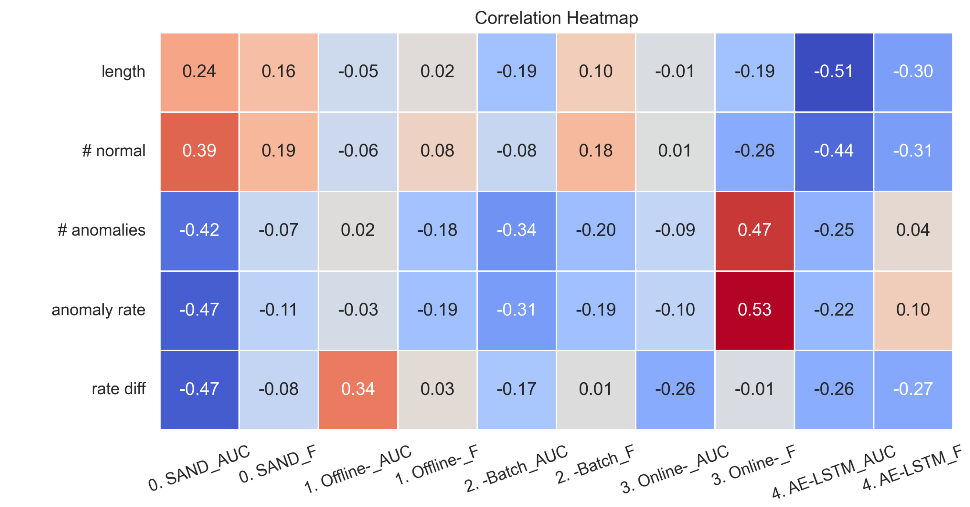 Correlation Heatmap
length 0.24 0.16 -0.05 0.02 -0.19 0.10 -0.01 -0.19 -0.51 -0.30
# normal 0.39 0.19 -0.06 0.08 -0.08 0.18 0.01 -0.26 -0.44 -0.31
# anomalies -0.42 -0.07 0.02 -0.18 -0.34 -0.20 -0.09 0.47 -0.25 0.04
anomaly rate -0.47 -0.11 -0.03 -0.19 -0.31 -0.19 -0.10 0.53 -0.22 0.10
rate diff -0.47 -0.08 0.34 0.03 -0.17 0.01 -0.26 -0.01 -0.26 -0.27
0. SAND_AUC 0. SAND_F 1. Offline-_AUC 1. Offline-_F 2. -Batch_AUC 2. -Batch_F 3. Online-_AUC 3. Online-_F 4. AE-LSTM_AUC 4. AE-LSTM_F